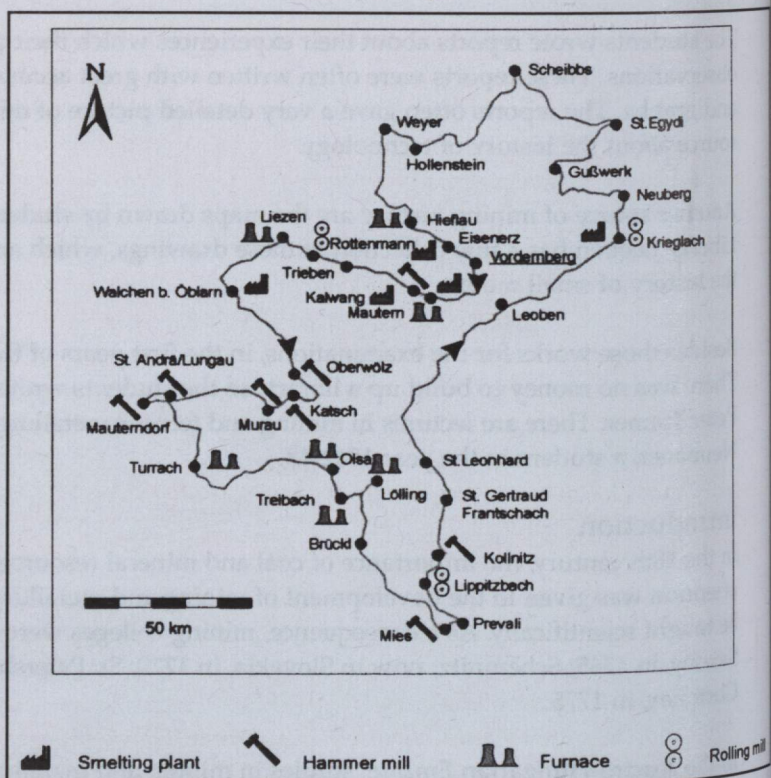 N
Scheibbs
Weyer
St.Egydi
Hollenstein
Gußwerk
Neuberg
Liezen
Hieflau
Rottenmann
Eisenerz
Krieglach
Trieben
Vordernberg
Walchen b. Öblarn
Kalwang
Mautern
Leoben
St. Andrä/Lungau
Oberwölz
Mauterndorf
Murau
Katsch
Turrach
Olsa
St.Leonhard
Treibach
Lölling
St. Gertraud
Frantschach
Brückl
Kollnitz
Lippitzbach
50 km
Mies
Prevali
Smelting plant
Hammer mill
Furnace
Rolling mill